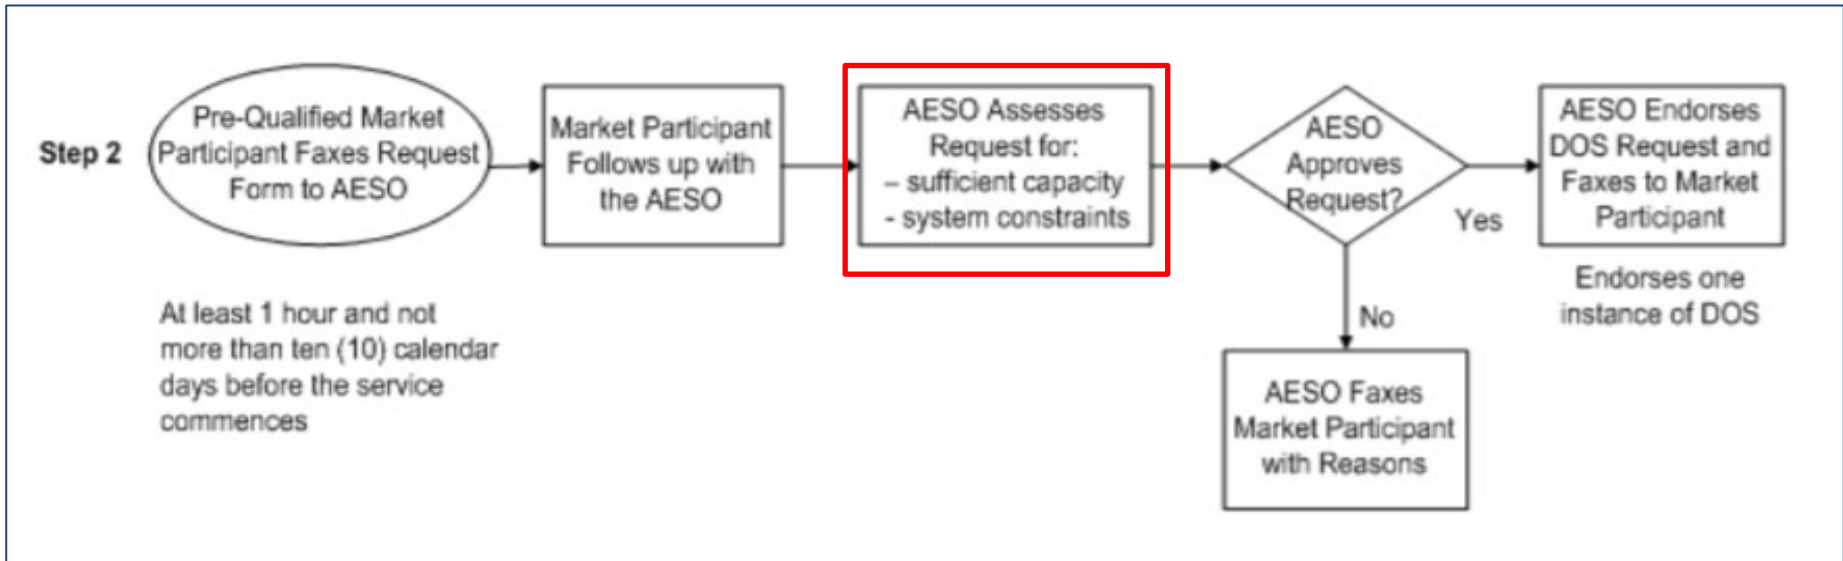 Step 2
Pre-Qualified Market
Participant Faxes Request
Form to AESO
At least 1 hour and not
more than ten (10) calendar
days before the service
commences
Market Participant
Follows up with
the AESO
AESO Assesses
Request for:
– sufficient capacity
- system constraints
AESO
Approves
Request?
Yes
No
AESO Endorses
DOS Request and
Faxes to Market
Participant
Endorses one
instance of DOS
AESO Faxes
Market Participant
with Reasons